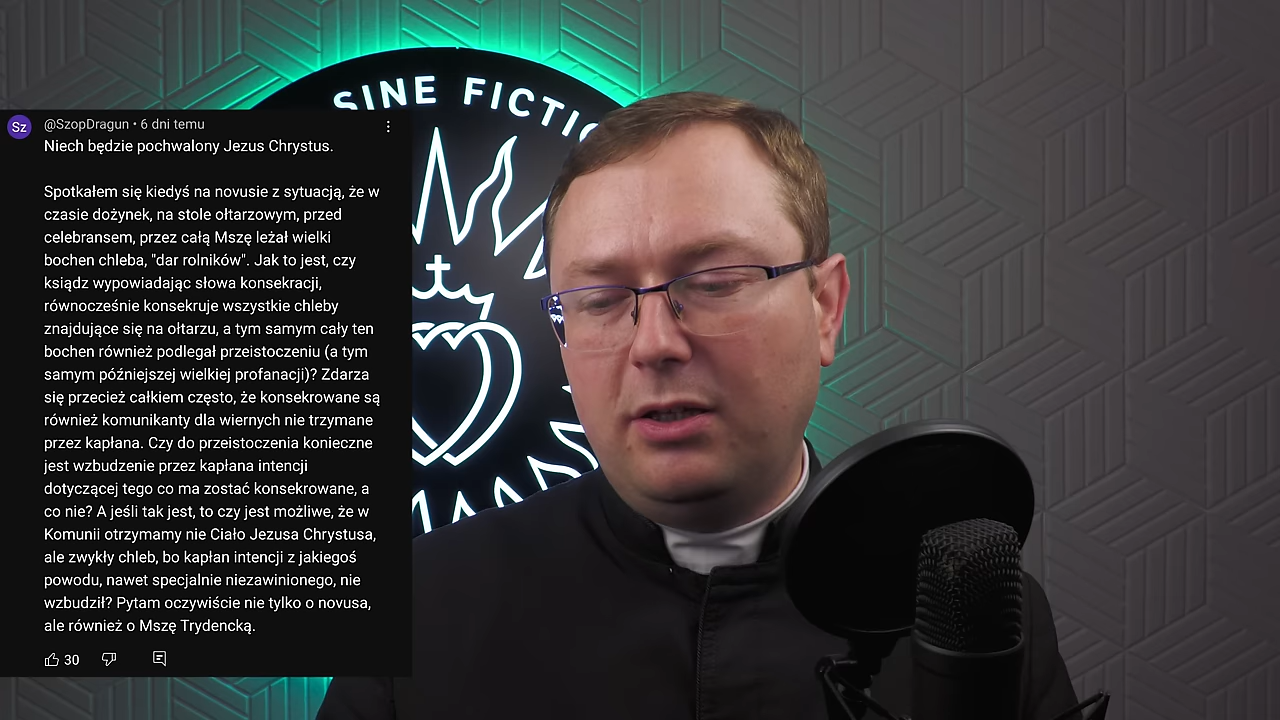 SINE FICTIO
Sz
@SzopDragun • 6 dni temu
Niech będzie pochwalony Jezus Chrystus.
Spotkałem się kiedyś na novusie z sytuacją, że w
czasie dożynek, na stole ołtarzowym, przed
celebransem, przez całą Mszę leżał wielki
bochen chleba, "dar rolników". Jak to jest, czy
ksiądz wypowiadając słowa konsekracji,
równocześnie konsekruje wszystkie chleby
znajdujące się na ołtarzu, a tym samym cały ten
bochen również podlegał przeistoczeniu (a tym
samym późniejszej wielkiej profanacji)? Zdarza
się przecież całkiem często, że konsekrowane są
również komunikanty dla wiernych nie trzymane
przez kapłana. Czy do przeistoczenia konieczne
jest wzbudzenie przez kapłana intencji
dotyczącej tego co ma zostać konsekrowane, a
co nie? A jeśli tak jest, to czy jest możliwe, że w
Komunii otrzymamy nie Ciało Jezusa Chrystusa,
ale zwykły chleb, bo kapłan intencji z jakiegoś
powodu, nawet specjalnie niezawinionego, nie
wzbudził? Pytam oczywiście nie tylko o novusa,
ale również o Mszę Trydencką.
30